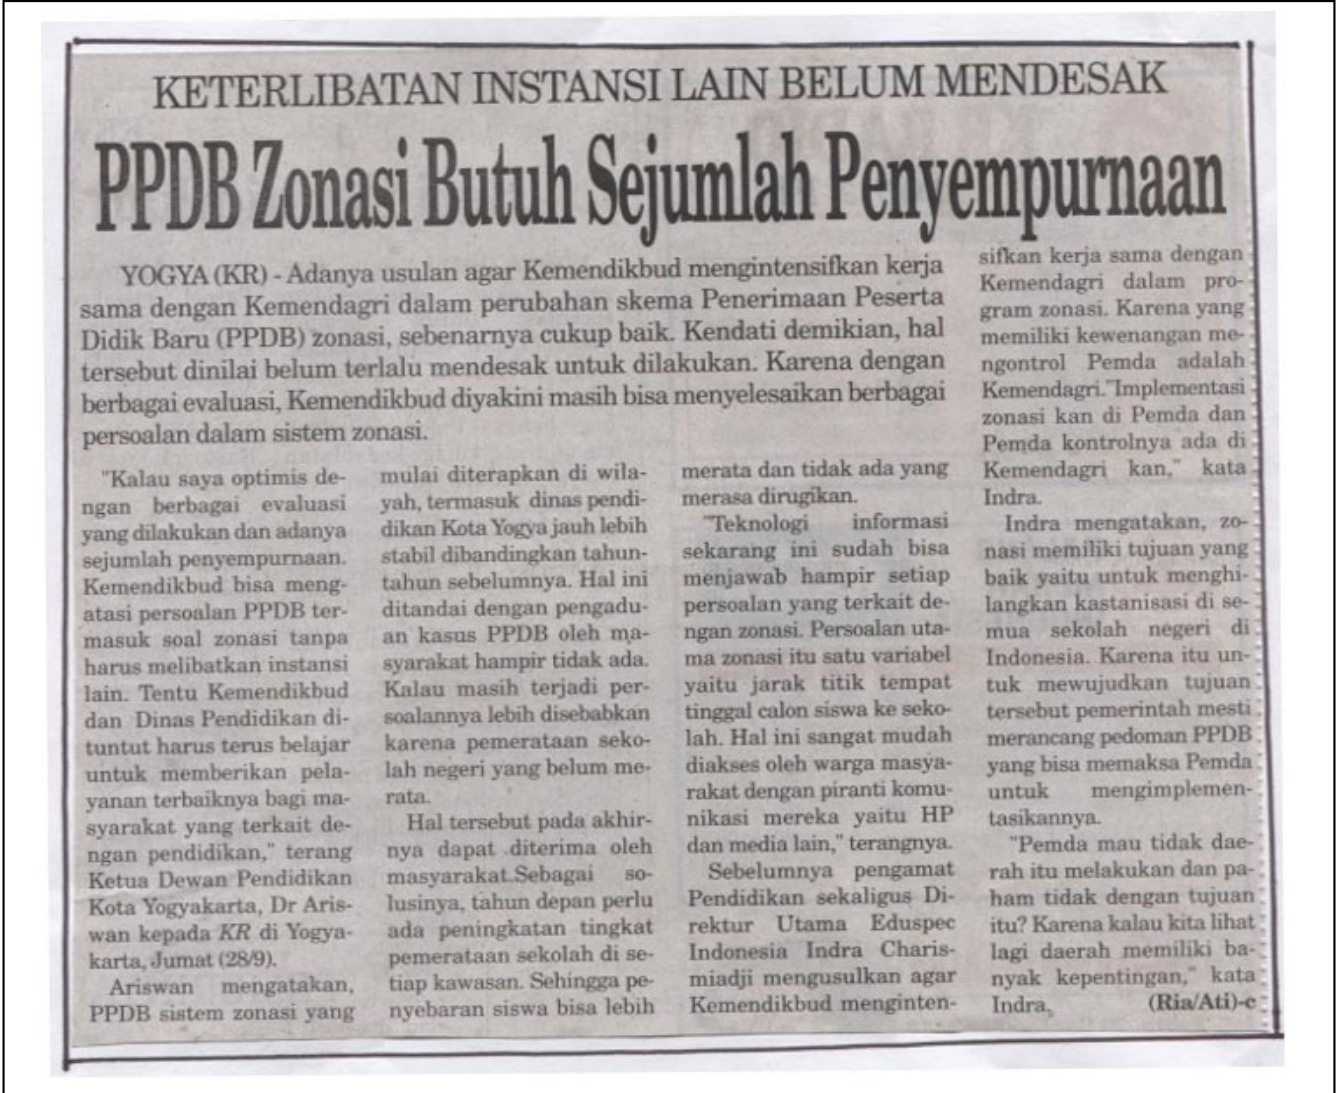 KETERLIBATAN INSTANSI LAIN BELUM MENDESAK
PPDB Zonasi Butuh Sejumlah Penyempurnaan
YOGYA (KR) - Adanya usulan agar Kemendikbud mengintensifkan kerja
sama dengan Kemendagri dalam perubahan skema Penerimaan Peserta
Didik Baru (PPDB) zonasi, sebenarnya cukup baik. Kendati demikian, hal
tersebut dinilai belum terlalu mendesak untuk dilakukan. Karena dengan
berbagai evaluasi, Kemendikbud diyakini masih bisa menyelesaikan berbagai
persoalan dalam sistem zonasi.
"Kalau saya optimis de-
ngan berbagai evaluasi
yang dilakukan dan adanya
sejumlah penyempurnaan.
Kemendikbud bisa meng-
atasi persoalan PPDB ter-
masuk soal zonasi tanpa
harus melibatkan instansi
lain. Tentu Kemendikbud
dan Dinas Pendidikan di-
tuntut harus terus belajar
untuk memberikan pela-
yanan terbaiknya bagi ma-
syarakat yang terkait de-
ngan pendidikan," terang
Ketua Dewan Pendidikan
Kota Yogyakarta, Dr Aris-
wan kepada KR di Yogya-
karta, Jumat (28/9).
Ariswan mengatakan,
PPDB sistem zonasi yang
mulai diterapkan di wila-
yah, termasuk dinas pendi-
dikan Kota Yogya jauh lebih
stabil dibandingkan tahun-
tahun sebelumnya. Hal ini
ditandai dengan pengadu-
an kasus PPDB oleh ma-
syarakat hampir tidak ada.
Kalau masih terjadi per-
soalannya lebih disebabkan
karena pemerataan seko-
lah negeri yang belum me-
rata.
Hal tersebut pada akhir-
nya dapat diterima oleh
masyarakat.Sebagai so-
lusinya, tahun depan perlu
ada peningkatan tingkat
pemerataan sekolah di se-
tiap kawasan. Sehingga pe-
nyebaran siswa bisa lebih
merata dan tidak ada yang
merasa dirugikan.
"Teknologi informasi
sekarang ini sudah bisa
menjawab hampir setiap
persoalan yang terkait de-
ngan zonasi. Persoalan uta-
ma zonasi itu satu variabel
yaitu jarak titik tempat
tinggal calon siswa ke seko-
lah. Hal ini sangat mudah
diakses oleh warga masya-
rakat dengan piranti komu-
nikasi mereka yaitu HP
dan media lain," terangnya.
Sebelumnya pengamat
Pendidikan sekaligus Di-
rektur Utama Eduspec
Indonesia Indra Charis-
miadji mengusulkan agar
Kemendikbud menginten-
sifkan kerja sama dengan
Kemendagri dalam pro-
gram zonasi. Karena yang
memiliki kewenangan me-
ngontrol Pemda adalah
Kemendagri."Implementasi
zonasi kan di Pemda dan
Pemda kontrolnya ada di
Kemendagri kan," kata
Indra.
Indra mengatakan, zo-
nasi memiliki tujuan yang
baik yaitu untuk menghi-
langkan kastanisasi di se-
mua sekolah negeri di
Indonesia. Karena itu un-
tuk mewujudkan tujuan
tersebut pemerintah mesti
merancang pedoman PPDB
yang bisa memaksa Pemda
untuk mengimplemen-
tasikannya.
"Pemda mau tidak dae-
rah itu melakukan dan pa-
ham tidak dengan tujuan
itu? Karena kalau kita lihat
lagi daerah memiliki ba-
nyak kepentingan," kata
Indra, (Ria/Ati)-c